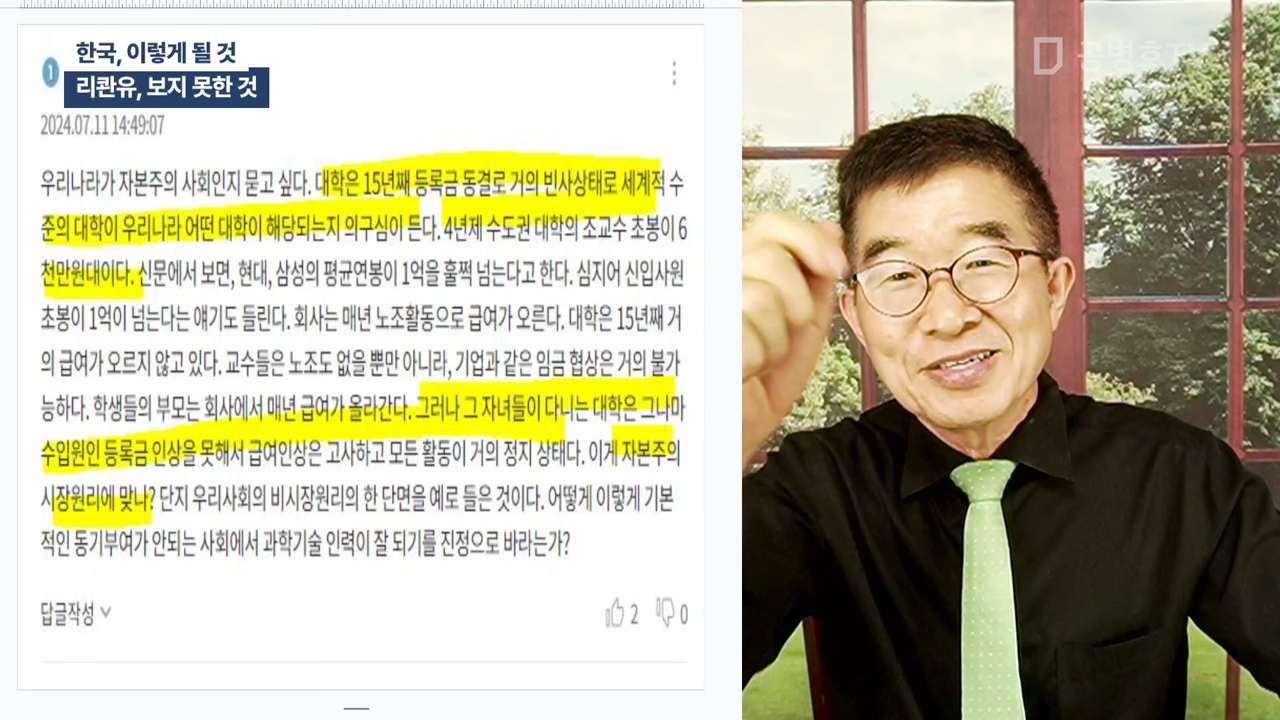 한국, 이렇게 될 것
1
리콴유, 보지 못한 것
공병호TV
2024.07.11 14:49:07
우리나라가 자본주의 사회인지 묻고 싶다. 대학은 15년째 등록금 동결로 거의 빈사상태로 세계적 수
준의 대학이 우리나라 어떤 대학이 해당되는지 의구심이 든다. 4년제 수도권 대학의 조교수 초봉이 6
천만원대이다. 신문에서 보면, 현대, 삼성의 평균연봉이 1억을 훌쩍 넘는다고 한다. 심지어 신입사원
초봉이 1억이 넘는다는 얘기도 들린다. 회사는 매년 노조활동으로 급여가 오른다. 대학은 15년째 거
의 급여가 오르지 않고 있다. 교수들은 노조도 없을 뿐만 아니라, 기업과 같은 임금 협상은 거의 불가
능하다. 학생들의 부모는 회사에서 매년 급여가 올라간다. 그러나 그 자녀들이 다니는 대학은 그나마
수입원인 등록금 인상을 못해서 급여인상은 고사하고 모든 활동이 거의 정지 상태다. 이게 자본주의
시장원리에 맞나? 단지 우리사회의 비시장원리의 한 단면을 예로 들은 것이다. 어떻게 이렇게 기본
적인 동기부여가 안되는 사회에서 과학기술 인력이 잘 되기를 진정으로 바라는가?
답글작성
2 0